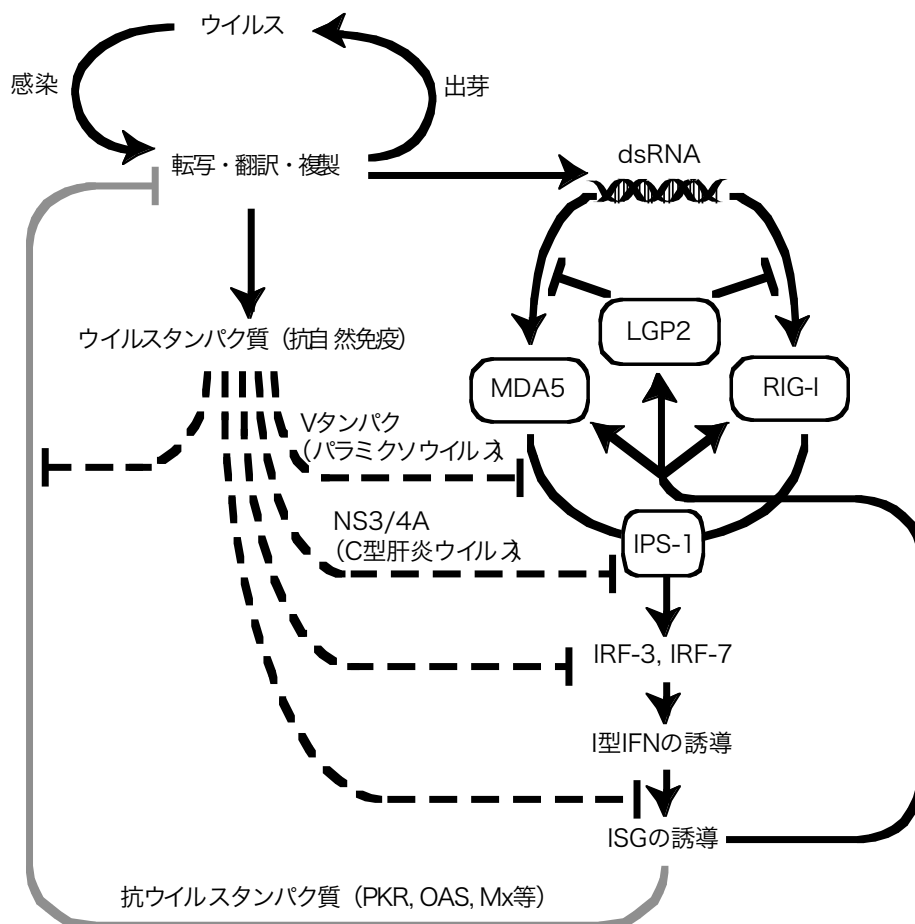 ウイルス
感染
出芽
転写・翻訳・複製
dsRNA
LGP2
MDA5
RIG-I
ウイルスタンパク質（抗自然免疫）
Vタンパク
（パラミクソウイルス）
NS3/4A
（C型肝炎ウイルス）
IPS-1
IRF-3, IRF-7
I型IFNの誘導
ISGの誘導
抗ウイルスタンパク質（PKR, OAS, Mx等）